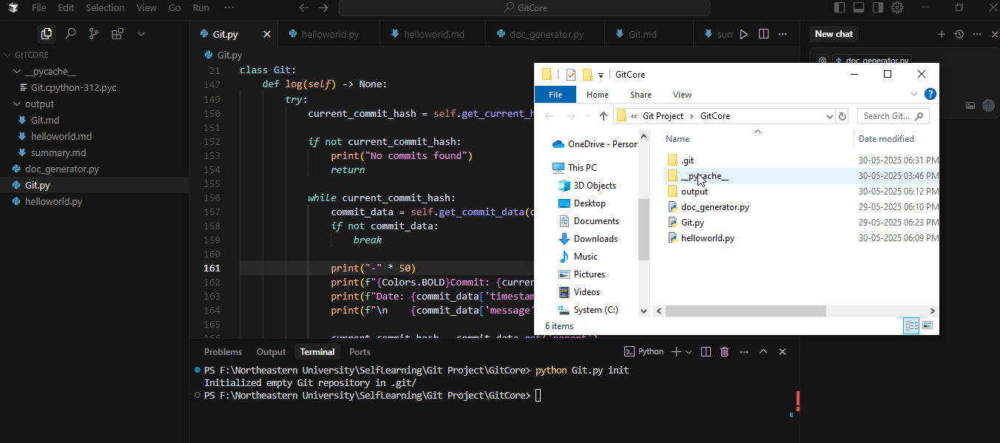 File Edit Selection View Go Run ··· ← → GitCore
GITCORE
__pycache__
Git.cpython-312.pyc
output
Git.md
helloworld.md
summary.md
doc_generator.py
Git.py
helloworld.py
Git.py helloworld.py helloworld.md doc_generator.py Git.md sum
Git.py
21 class Git:
147 def log(self) -> None:
149 try:
150 current_commit_hash = self.get_current_h
151
152 if not current_commit_hash:
153 print("No commits found")
154 return
155
156 while current_commit_hash:
157 commit_data = self.get_commit_data(c
158 if not commit_data:
159 break
160
161 print("-" * 50)
162 print(f"{Colors.BOLD}Commit: {curren
163 print(f"Date: {commit_data['timestam
164 print(f"\n    {commit_data['message'
165
166 current_commit_hash = commit_data.get('parent')
New chat
@ doc_generator.py
GitCore
File Home Share View
« Git Project > GitCore
Search Git...
OneDrive - Person
This PC
3D Objects
Desktop
Documents
Downloads
Music
Pictures
Videos
System (C:)
Name Date modified
.git 30-05-2025 06:31 PM
__pycache__ 30-05-2025 03:46 PM
output 30-05-2025 06:12 PM
doc_generator.py 29-05-2025 06:10 PM
Git.py 29-05-2025 06:23 PM
helloworld.py 30-05-2025 06:09 PM
6 items
Problems Output Terminal Ports
Python
PS F:\Northeastern University\SelfLearning\Git Project\GitCore> python Git.py init
Initialized empty Git repository in .git/
PS F:\Northeastern University\SelfLearning\Git Project\GitCore>